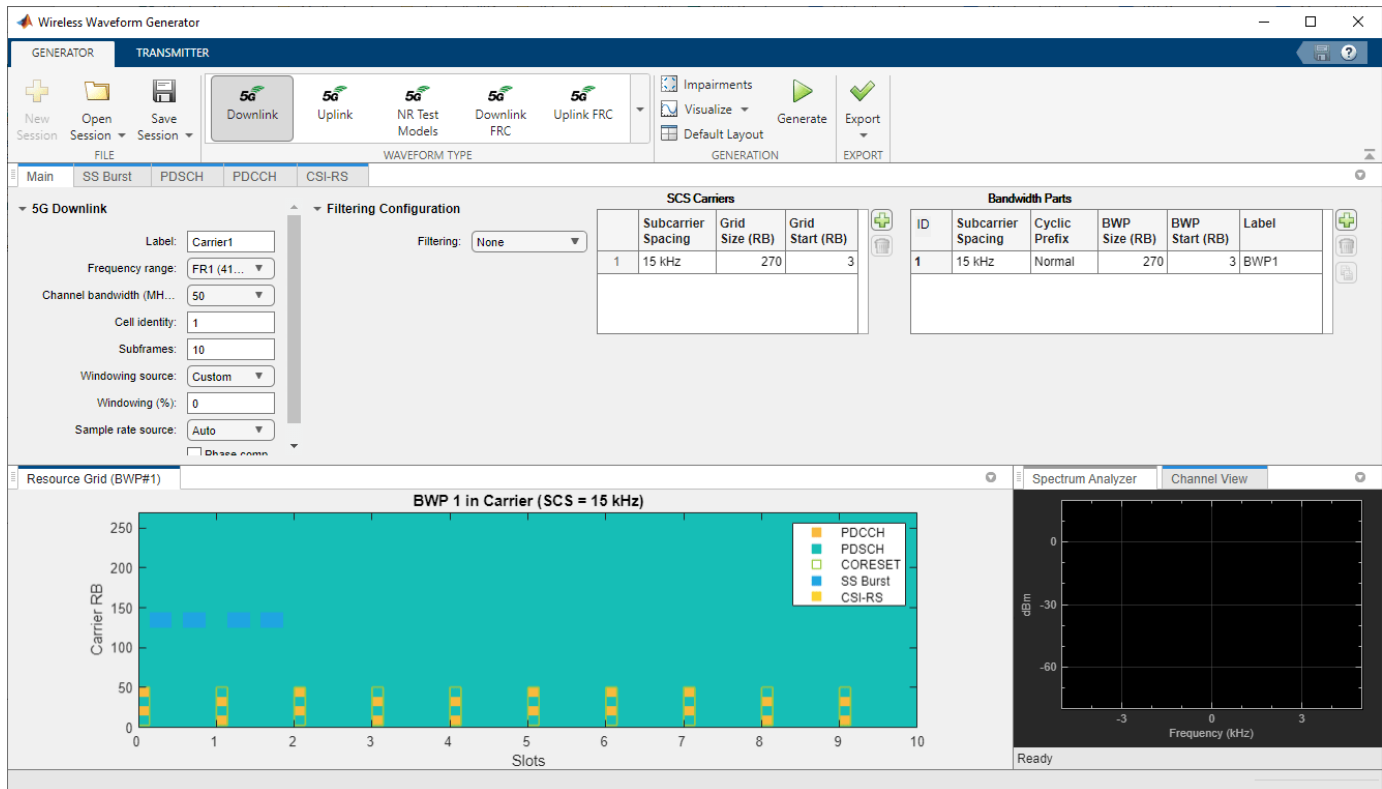 Wireless Waveform Generator
GENERATOR TRANSMITTER
?
New Session
Open Session
Save Session
FILE
5G Downlink
5G Uplink
5G NR Test Models
5G Downlink FRC
5G Uplink FRC
WAVEFORM TYPE
Impairments
Visualize
Default Layout
Generate
GENERATION
Export
EXPORT
Main SS Burst PDSCH PDCCH CSI-RS
5G Downlink
Label: Carrier1
Frequency range: FR1 (41...
Channel bandwidth (MH... 50
Cell identity: 1
Subframes: 10
Windowing source: Custom
Windowing (%): 0
Sample rate source: Auto
Phase comp
Filtering Configuration
Filtering: None
SCS Carriers
Subcarrier Spacing Grid Size (RB) Grid Start (RB)
1 15 kHz 270 3
Bandwidth Parts
ID Subcarrier Spacing Cyclic Prefix BWP Size (RB) BWP Start (RB) Label
1 15 kHz Normal 270 3 BWP1
Resource Grid (BWP#1)
BWP 1 in Carrier (SCS = 15 kHz)
Carrier RB
250
200
150
100
50
0
0 1 2 3 4 5 6 7 8 9 10
Slots
PDCCH
PDSCH
CORESET
SS Burst
CSI-RS
Spectrum Analyzer Channel View
dBm
0
-30
-60
-3 0 3
Frequency (kHz)
Ready